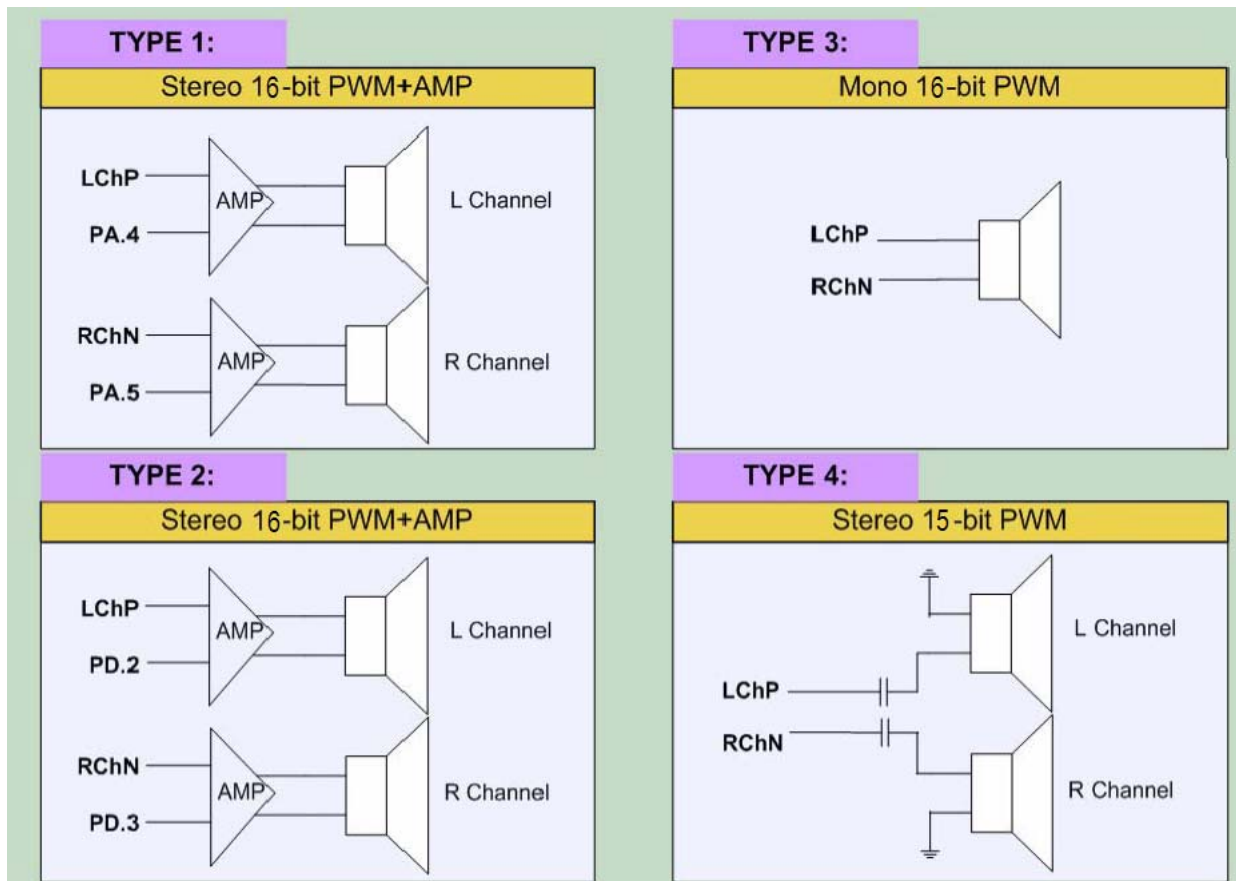 TYPE 1:
Stereo 16-bit PWM+AMP
LChP
AMP
L Channel
PA.4
RChN
AMP
R Channel
PA.5
TYPE 3:
Mono 16-bit PWM
LChP
RChN
TYPE 2:
Stereo 16-bit PWM+AMP
LChP
AMP
L Channel
PD.2
RChN
AMP
R Channel
PD.3
TYPE 4:
Stereo 15-bit PWM
L Channel
LChP
RChN
R Channel